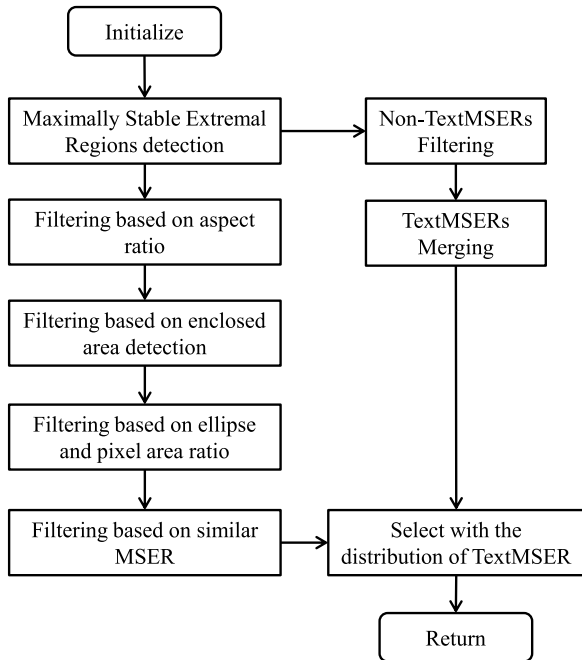 Initialize
Maximally Stable Extremal
Regions detection
Non-TextMSERs
Filtering
Filtering based on aspect
ratio
TextMSERs
Merging
Filtering based on enclosed
area detection
Filtering based on ellipse
and pixel area ratio
Filtering based on similar
MSER
Select with the
distribution of TextMSER
Return